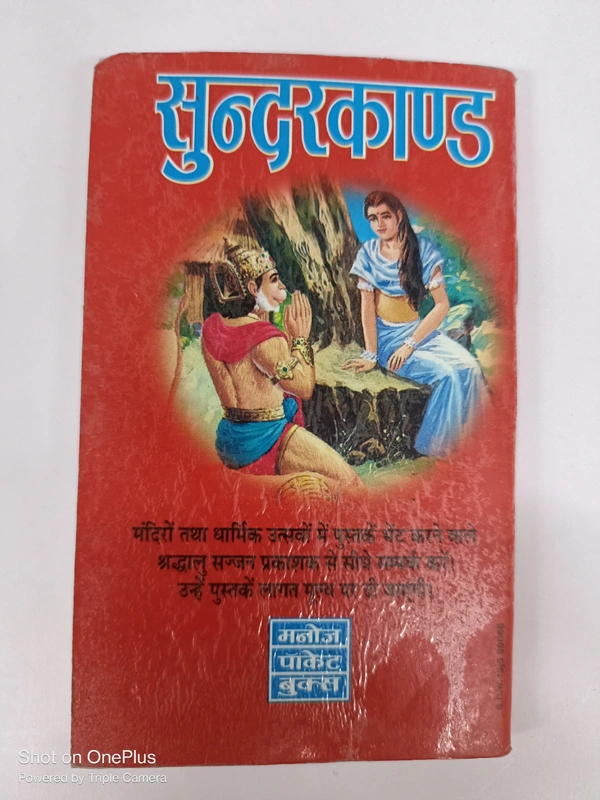 सुन्दरकाण्ड
मंदिरों तथा धार्मिक उत्सवों में पुस्तकें भेंट करने वाले
श्रद्धालु सज्जन प्रकाशक से सीधे सम्पर्क करें।
उन्हें पुस्तकें लागत मूल्य पर दी जाएंगी।
मनोज
पॉकेट
बुक्स
Shot on OnePlus
Powered by Triple Camera